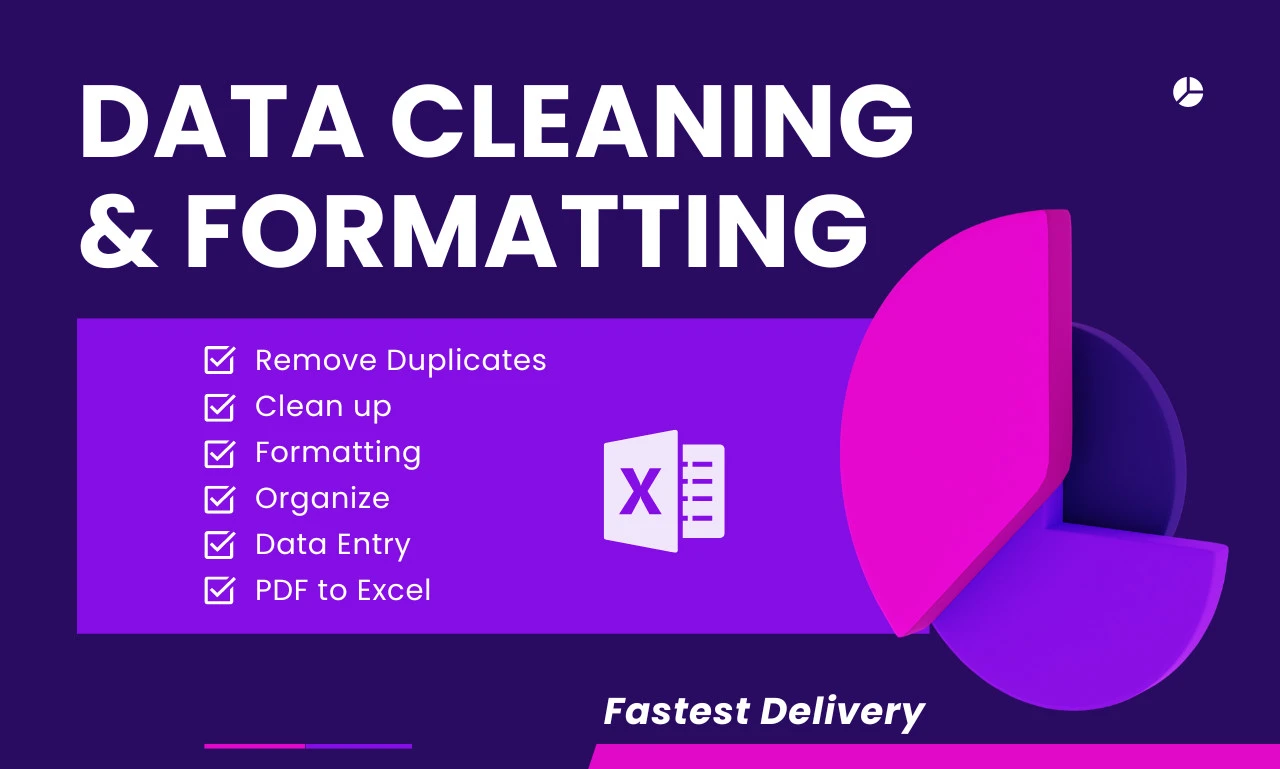 DATA CLEANING
& FORMATTING
Remove Duplicates
Clean up
Formatting
Organize
Data Entry
PDF to Excel
X
Fastest Delivery